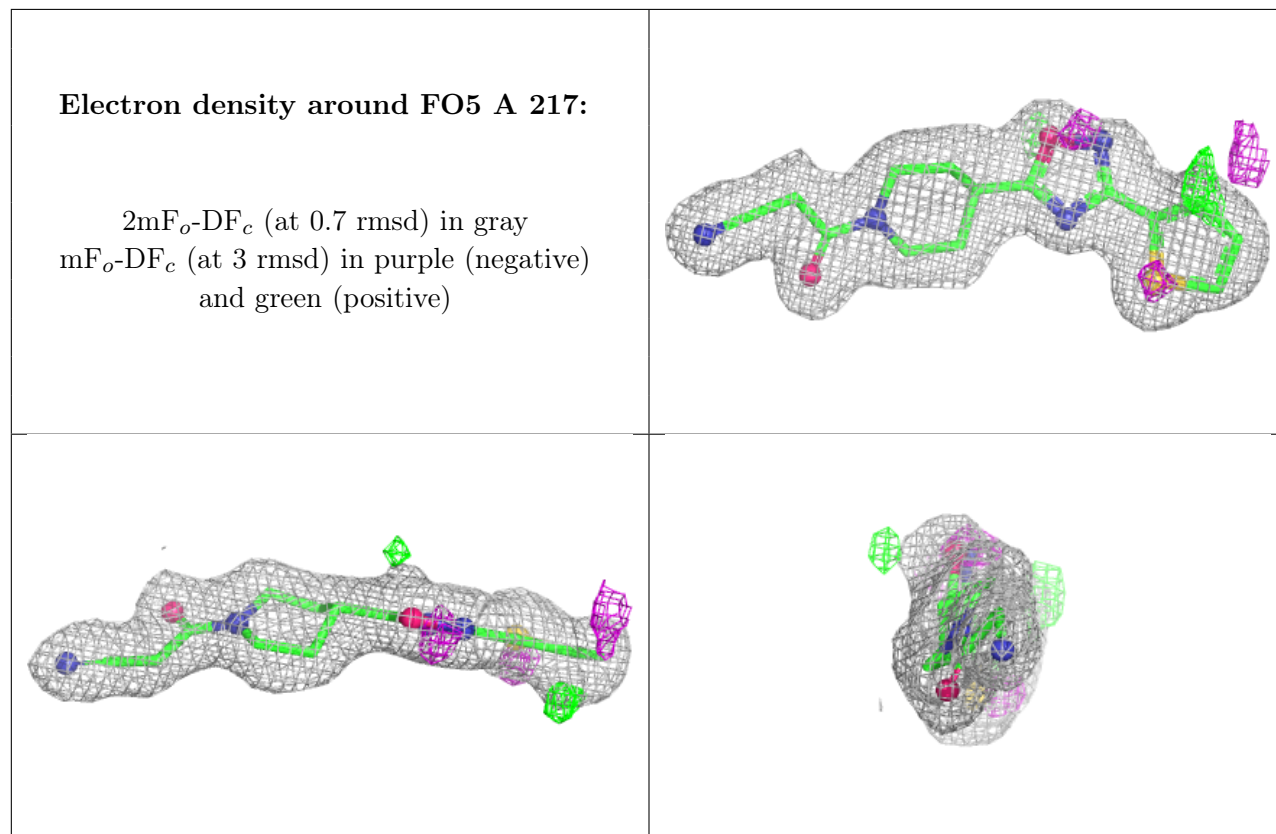 Electron density around FO5 A 217:
2mFo-DFc (at 0.7 rmsd) in gray
mFo-DFc (at 3 rmsd) in purple (negative)
and green (positive)